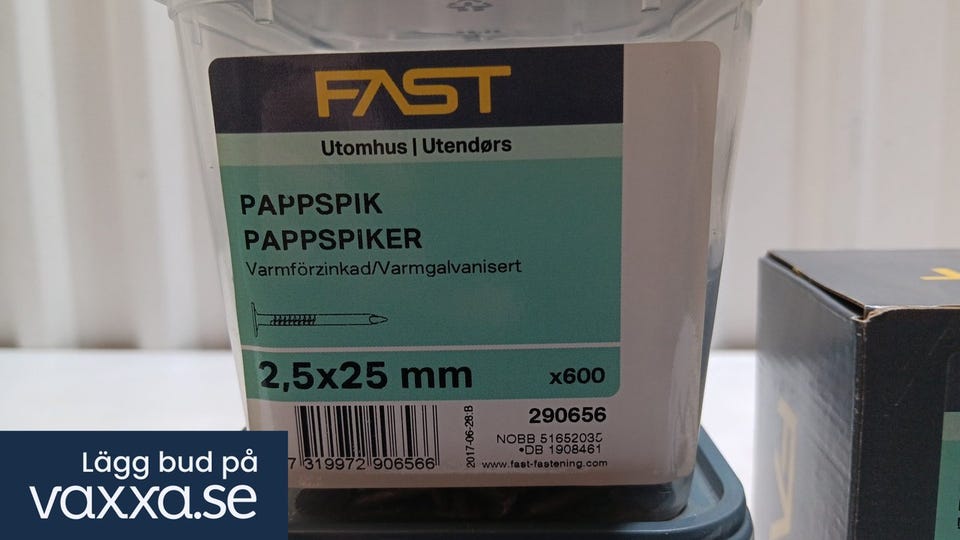 FAST
Utomhus | Utendørs
PAPPSPIK
PAPPSPIKER
Varmförzinkad/Varmgalvanisert
2,5x25 mm
x600
290656
NOBB 51652035
•DB 1908461
www.fast-fastening.com
2017-06-28:B
7 319972 906566
Lägg bud på
vaxxa.se